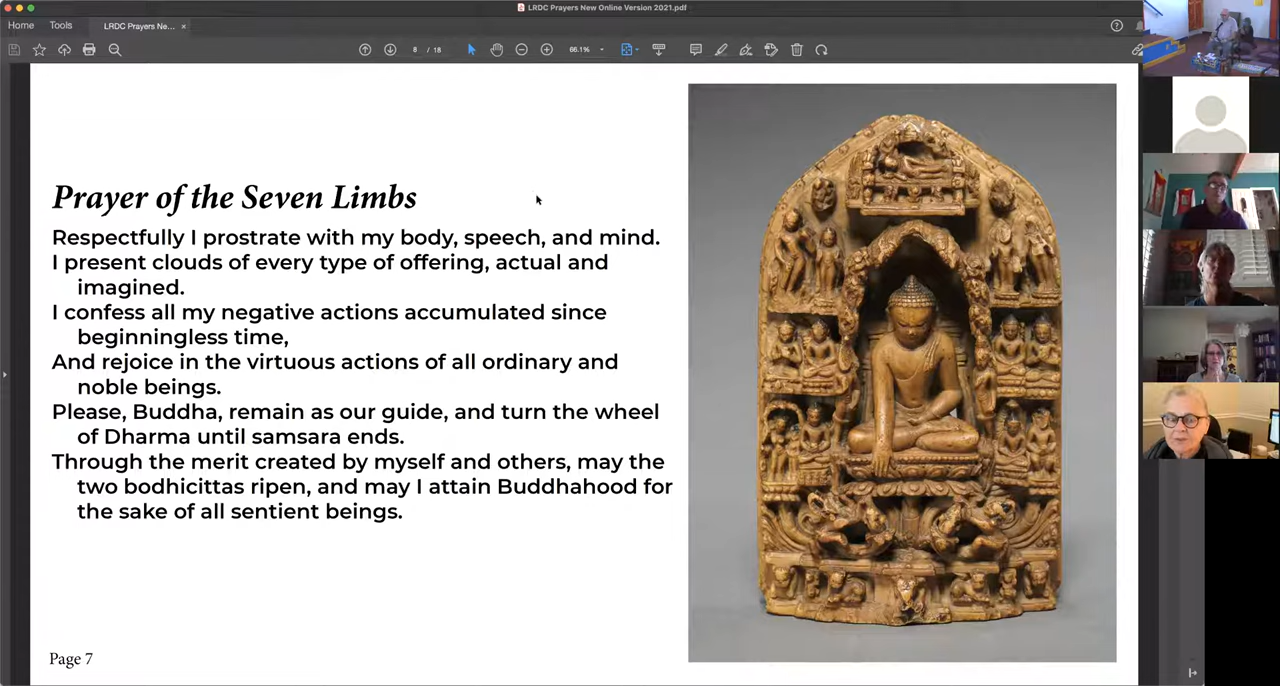 LRDC Prayers New Online Version 2021.pdf
Home Tools LRDC Prayers Ne... ×
8 / 18 66.1%
Prayer of the Seven Limbs
Respectfully I prostrate with my body, speech, and mind.
I present clouds of every type of offering, actual and
imagined.
I confess all my negative actions accumulated since
beginningless time,
And rejoice in the virtuous actions of all ordinary and
noble beings.
Please, Buddha, remain as our guide, and turn the wheel
of Dharma until samsara ends.
Through the merit created by myself and others, may the
two bodhicittas ripen, and may I attain Buddhahood for
the sake of all sentient beings.
Page 7